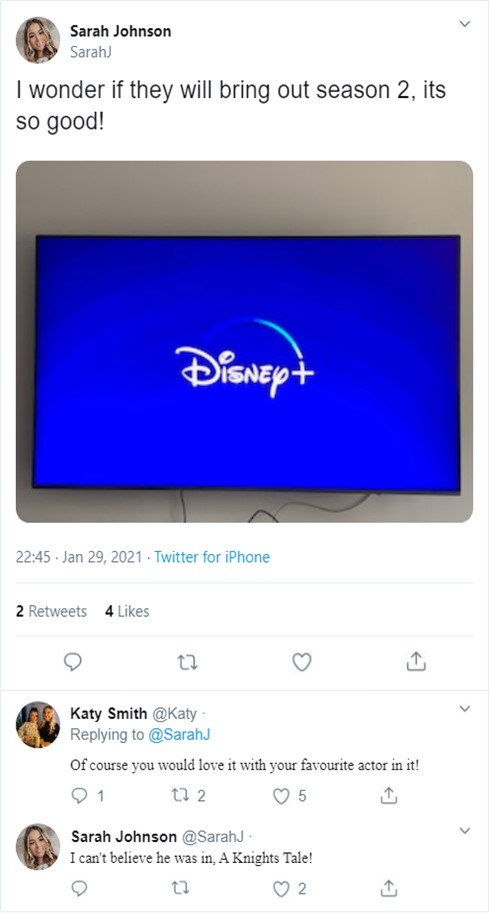 Sarah Johnson
SarahJ
I wonder if they will bring out season 2, its
so good!
Disney+
22:45 · Jan 29, 2021 · Twitter for iPhone
2 Retweets 4 Likes
Katy Smith @Katy ·
Replying to @SarahJ
Of course you would love it with your favourite actor in it!
1 2 5
Sarah Johnson @SarahJ ·
I can't believe he was in, A Knights Tale!
2